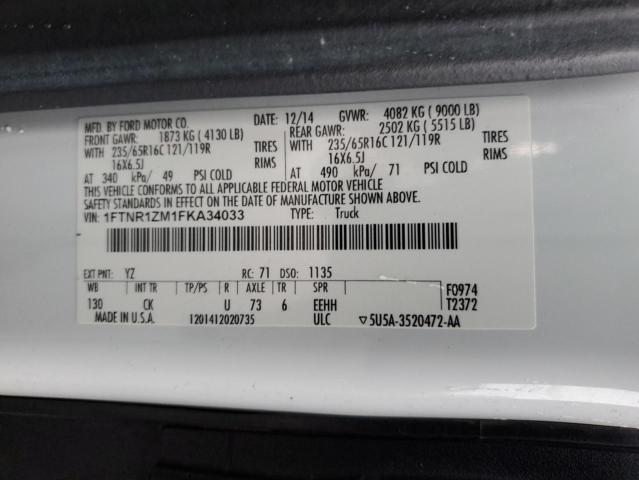 MFD. BY FORD MOTOR CO. DATE: 12/14 GVWR: 4082 KG ( 9000 LB)
FRONT GAWR: 1873 KG ( 4130 LB) REAR GAWR: 2502 KG ( 5515 LB)
WITH 235/65R16C 121/119R TIRES WITH 235/65R16C 121/119R TIRES
16X6.5J RIMS 16X6.5J RIMS
AT 340 kPa/ 49 PSI COLD AT 490 kPa/ 71 PSI COLD
THIS VEHICLE CONFORMS TO ALL APPLICABLE FEDERAL MOTOR VEHICLE
SAFETY STANDARDS IN EFFECT ON THE DATE OF MANUFACTURE SHOWN ABOVE.
VIN: 1FTNR1ZM1FKA34033 TYPE: Truck
EXT PNT: YZ RC: 71 DSO: 1135
WB INT TR TP/PS R AXLE TR SPR F0974
130 CK U 73 6 EEHH T2372
MADE IN U.S.A. 1201412020735 ULC ▽5U5A-3520472-AA